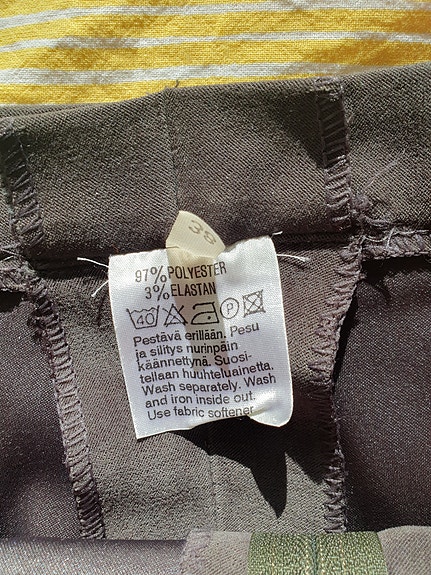 38
97% POLYESTER
3% ELASTAN
40 P
Pestävä erillään. Pesu
ja silitys nurinpäin
käännettynä. Suosi-
tellaan huuhteluainetta.
Wash separately. Wash
and iron inside out.
Use fabric softener